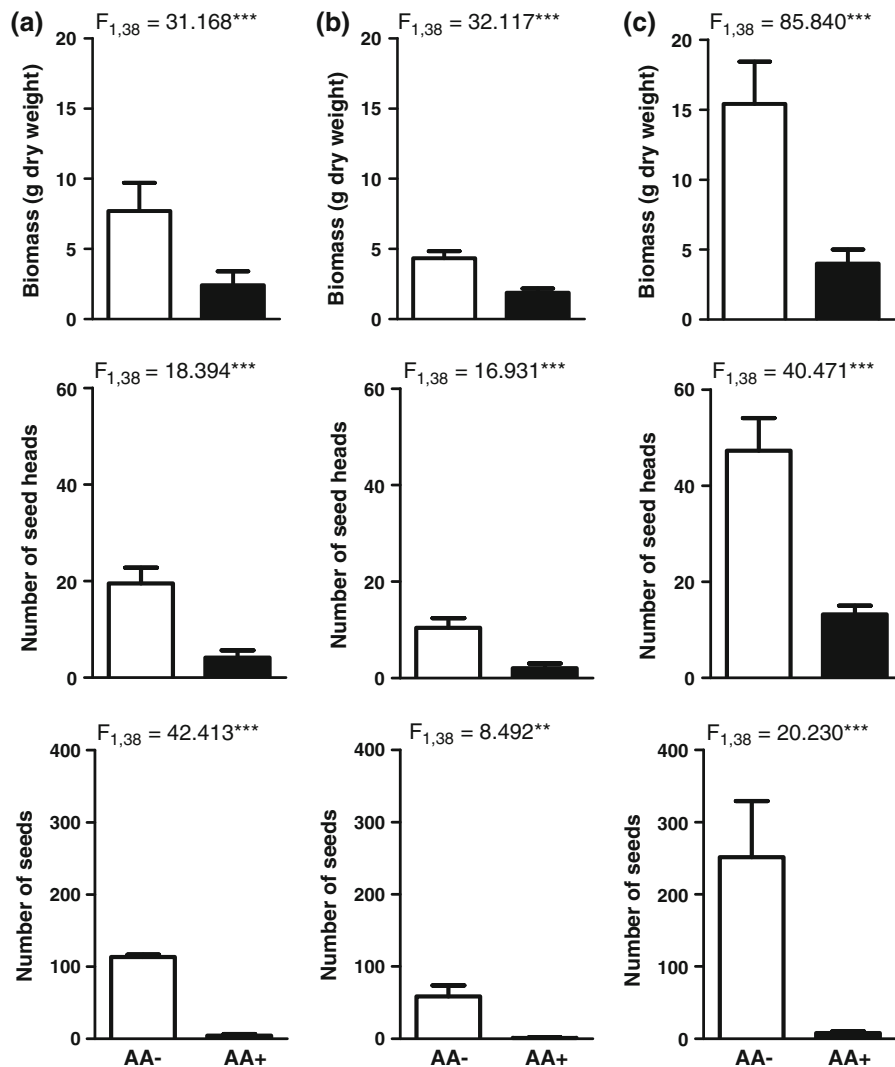 (a) F1,38 = 31.168***
20
15
10
5
0
Biomass (g dry weight)
(b) F1,38 = 32.117***
20
15
10
5
0
Biomass (g dry weight)
(c) F1,38 = 85.840***
20
15
10
5
0
Biomass (g dry weight)
F1,38 = 18.394***
60
40
20
0
Number of seed heads
F1,38 = 16.931***
60
40
20
0
Number of seed heads
F1,38 = 40.471***
60
40
20
0
Number of seed heads
F1,38 = 42.413***
400
300
200
100
0
Number of seeds
AA- AA+
F1,38 = 8.492**
400
300
200
100
0
Number of seeds
AA- AA+
F1,38 = 20.230***
400
300
200
100
0
Number of seeds
AA- AA+